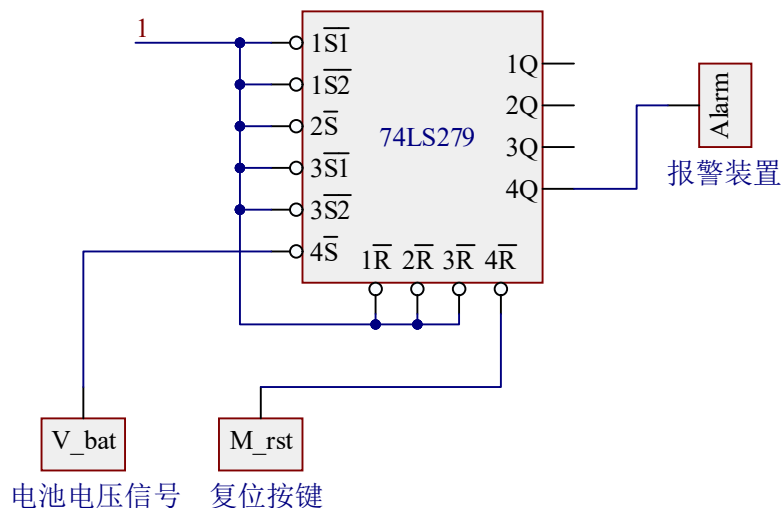 1
1S1
1S2
2S
3S1
3S2
4S
74LS279
1Q
2Q
3Q
4Q
1R 2R 3R 4R
Alarm
报警装置
V_bat
电池电压信号
M_rst
复位按键